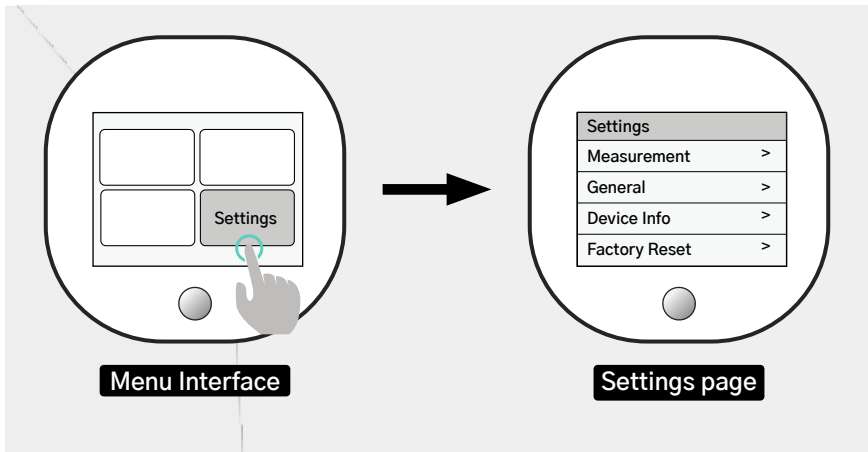 Settings
Menu Interface
Settings
Measurement >
General >
Device Info >
Factory Reset >
Settings page